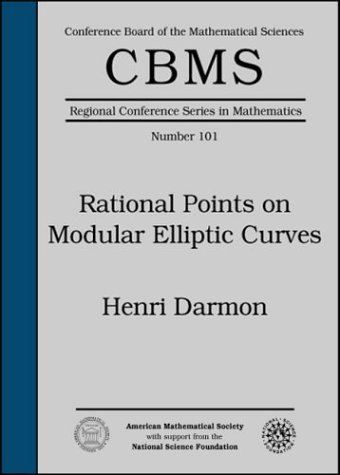 Conference Board of the Mathematical Sciences
CBMS
Regional Conference Series in Mathematics
Number 101
Rational Points on
Modular Elliptic Curves
Henri Darmon
American Mathematical Society
with support from the
National Science Foundation